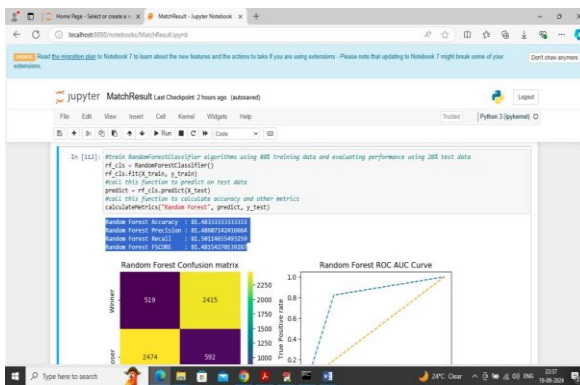 Home Page - Select or create a n
MatchResult - Jupyter Notebook
localhost:8888/notebooks/MatchResult.ipynb
UPDATE Read the migration plan to Notebook 7 to learn about the new features and the actions to take if you are using extensions - Please note that updating to Notebook 7 might break some of your
extensions.
Don't show anymore
jupyter MatchResult Last Checkpoint: 2 hours ago (autosaved)
Logout
File Edit View Insert Cell Kernel Widgets Help
Trusted
Python 3 (ipykernel)
Run
Code
In [112]: #train RandomForestClassifier algorithms using 80% training data and evaluating performance using 20% test data
rf_cls = RandomForestClassifier()
rf_cls.fit(X_train, y_train)
#call this function to predict on test data
predict = rf_cls.predict(X_test)
#call this function to calculate accuracy and other metrics
calculateMetrics("Random Forest", predict, y_test)
Random Forest Accuracy : 81.48333333333333
Random Forest Precision : 81.48607142416664
Random Forest Recall : 81.50114655493259
Random Forest FSCORE : 81.48154270139287
Random Forest Confusion matrix
Random Forest ROC AUC Curve
Winner
519
2415
2474
592
2250
2000
1750
1500
1250
1000
True Positive rate
1.0
0.8
0.6
0.4
0.2
Type here to search
24°C Clear
ENG
22:57
19-09-2024